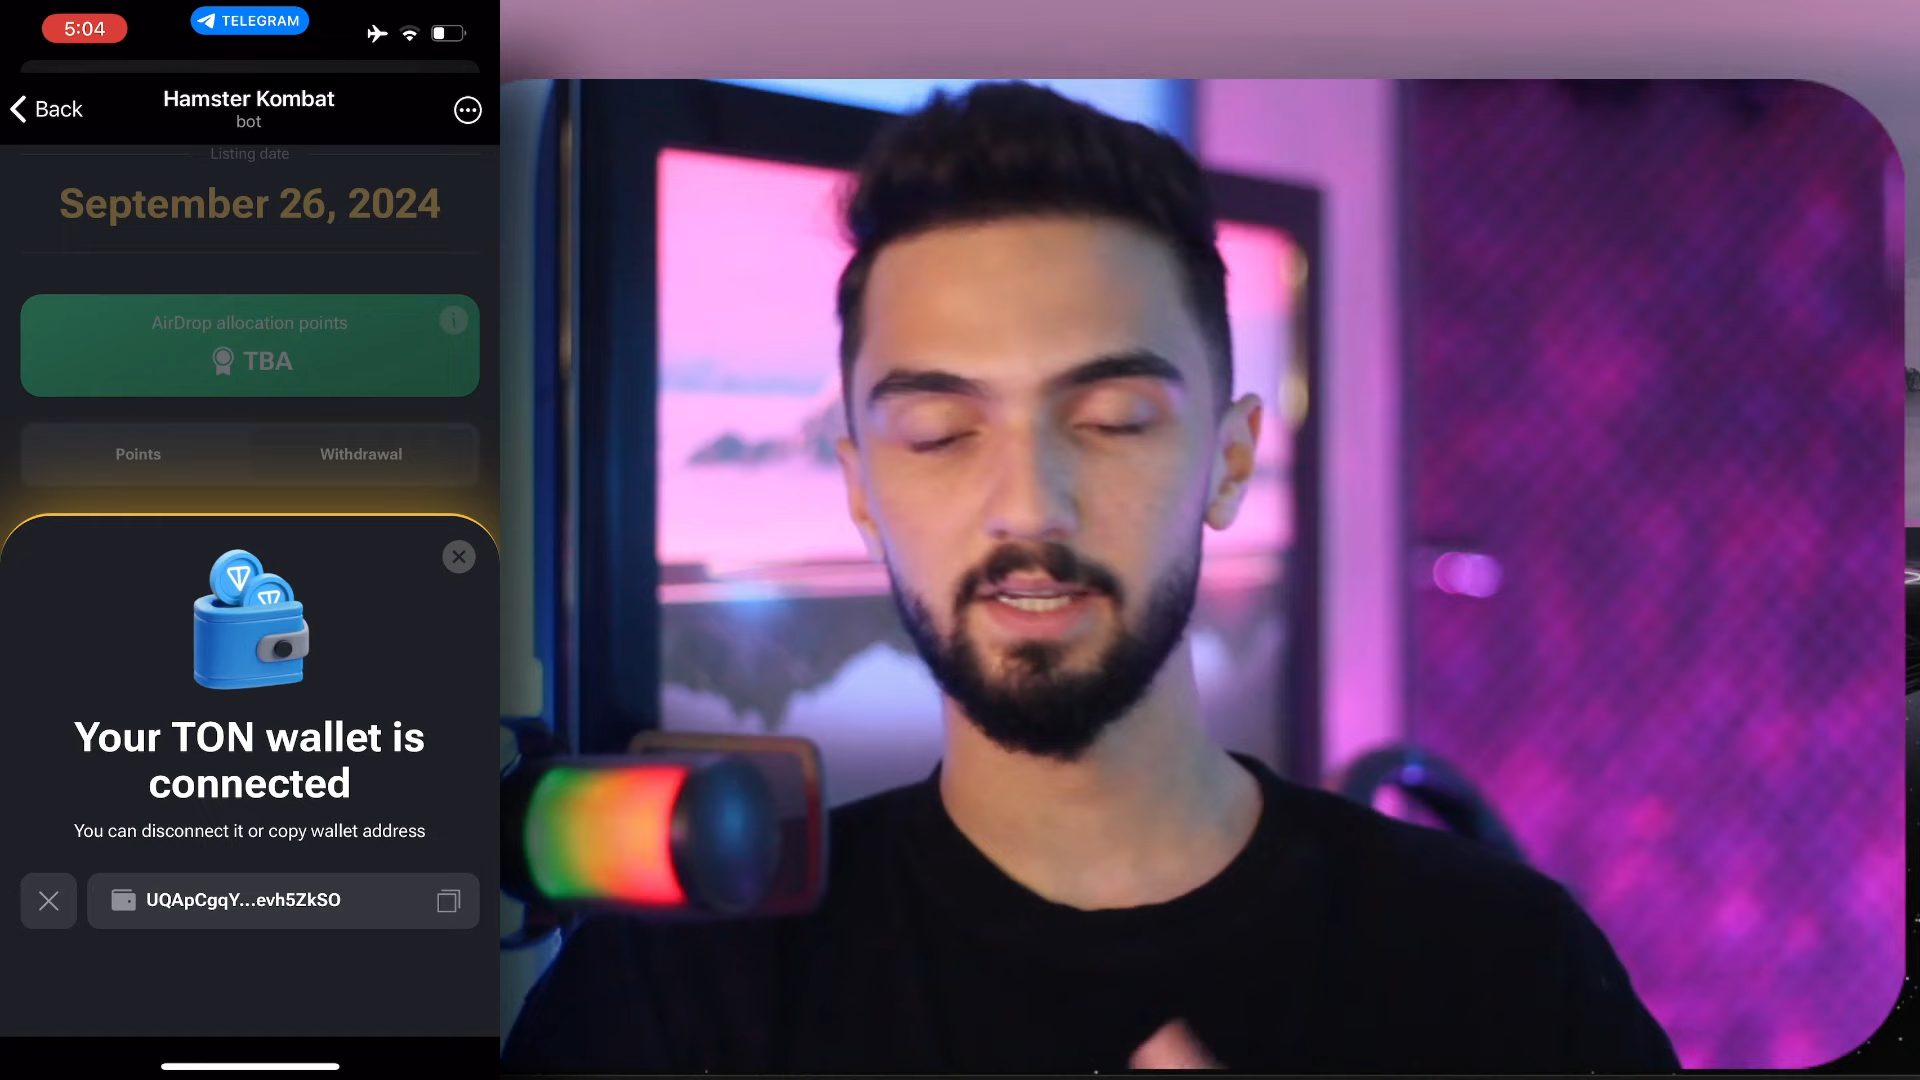 5:04
TELEGRAM
Back
Hamster Kombat
bot
Listing date
September 26, 2024
AirDrop allocation points
TBA
Points
Withdrawal
Your TON wallet is
connected
You can disconnect it or copy wallet address
UQApCgqY...evh5ZkSO